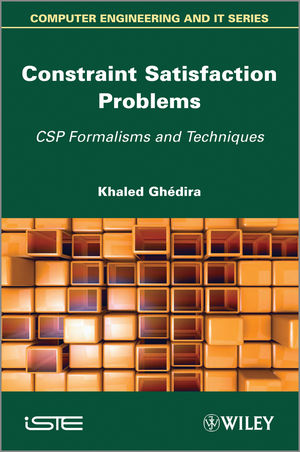 COMPUTER ENGINEERING AND IT SERIES
Constraint Satisfaction
Problems
CSP Formalisms and Techniques
Khaled Ghédira
iSTE
WILEY